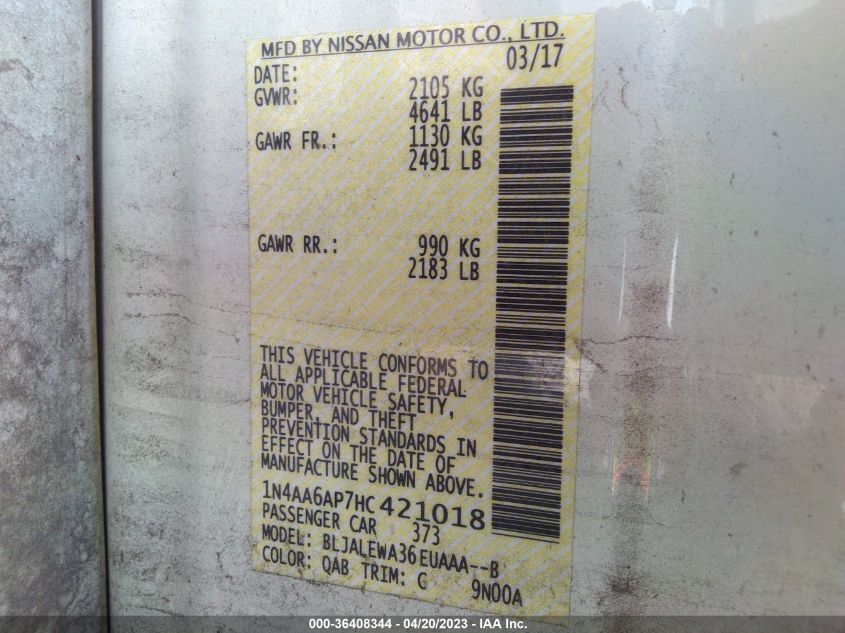 MFD BY NISSAN MOTOR CO., LTD.
DATE: 03/17
GVWR: 2105 KG
4641 LB
GAWR FR.: 1130 KG
2491 LB
GAWR RR.: 990 KG
2183 LB
THIS VEHICLE CONFORMS TO
ALL APPLICABLE FEDERAL
MOTOR VEHICLE SAFETY,
BUMPER, AND THEFT
PREVENTION STANDARDS IN
EFFECT ON THE DATE OF
MANUFACTURE SHOWN ABOVE.
1N4AA6AP7HC421018
PASSENGER CAR 373
MODEL: BLJALEWA36EUAAA--B
COLOR: QAB TRIM: G 9N00A
000-36408344 - 04/20/2023 - IAA Inc.